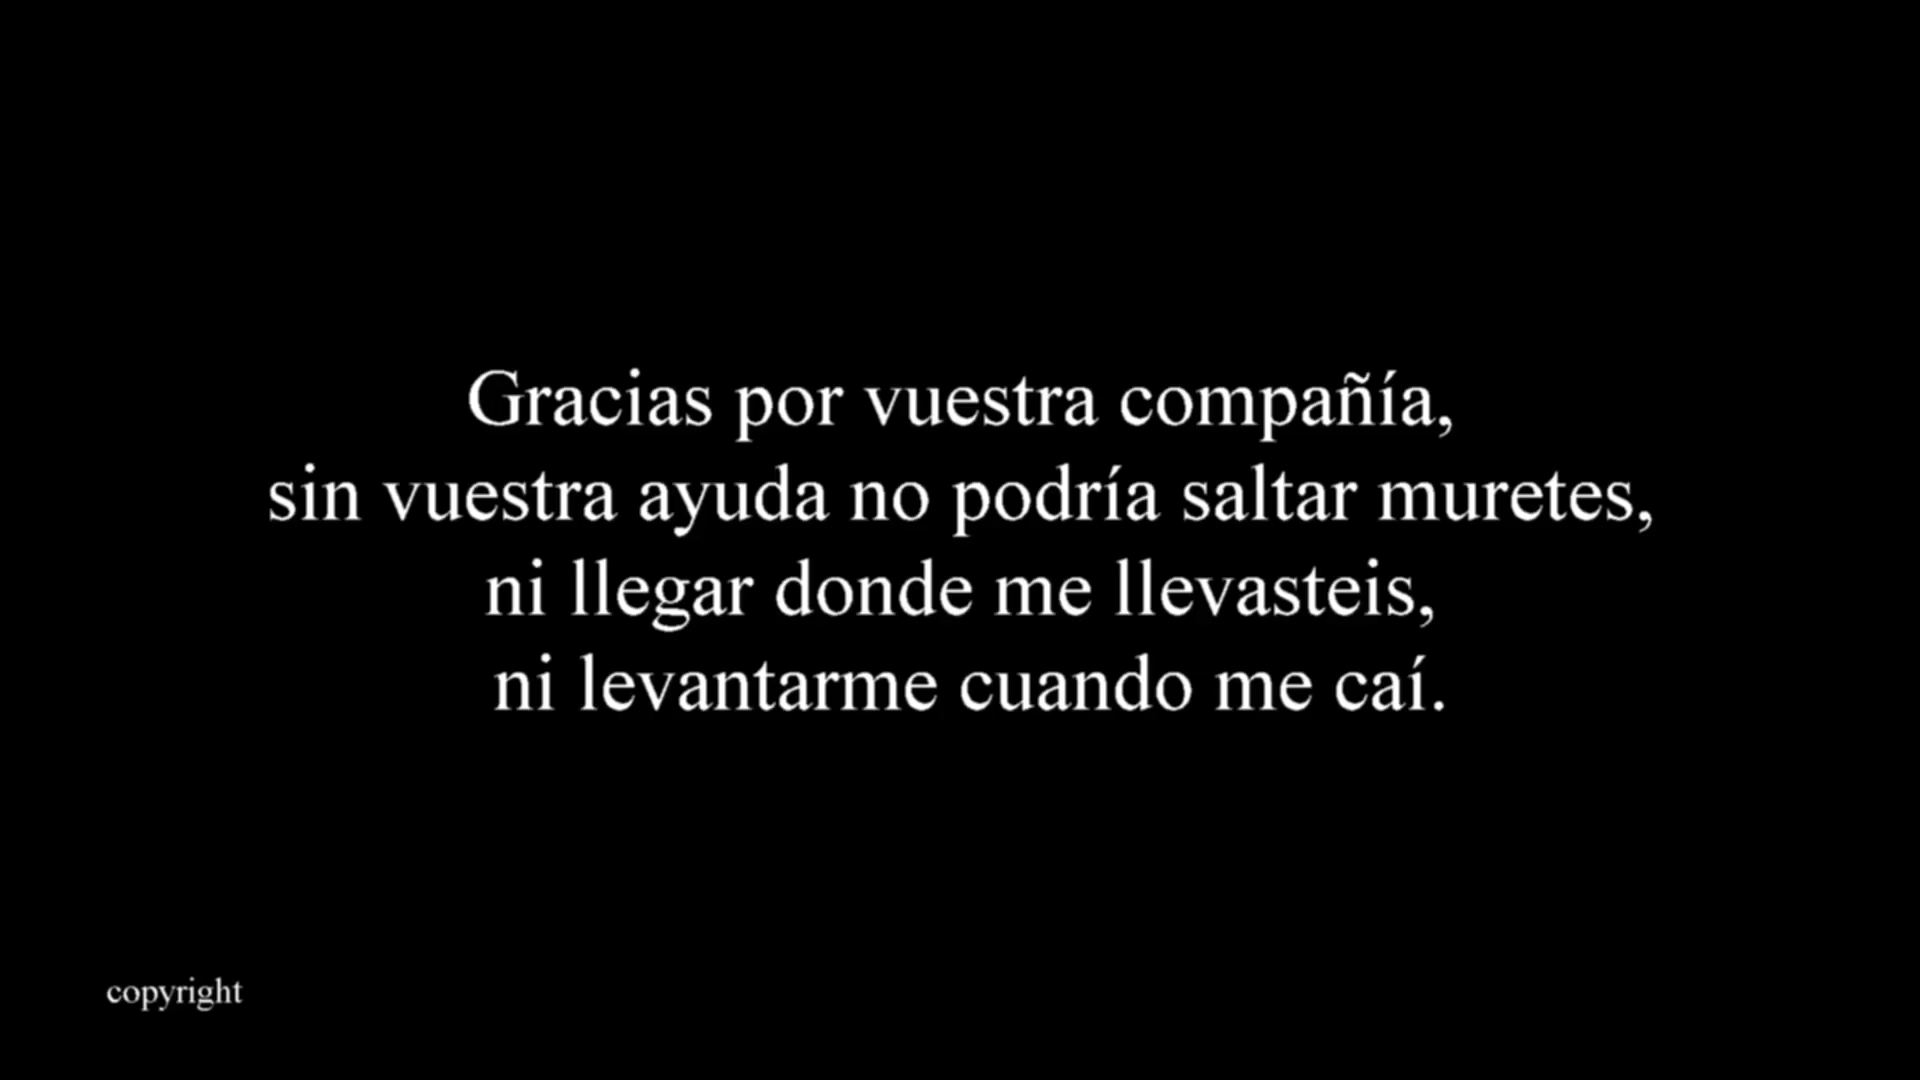 Gracias por vuestra compañía,
sin vuestra ayuda no podría saltar muretes,
ni llegar donde me llevasteis,
ni levantarme cuando me caí.
copyright